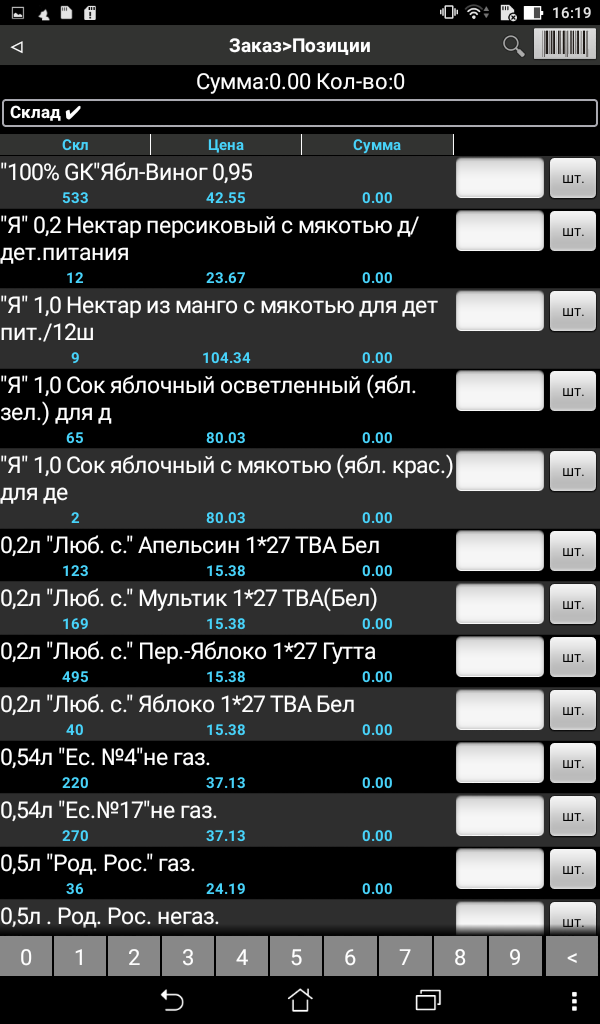 16:19
Заказ>Позиции
Сумма:0.00 Кол-во:0
Склад ✔
Скл Цена Сумма
"100% GK"Ябл-Виног 0,95
шт.
533 42.55 0.00
"Я" 0,2 Нектар персиковый с мякотью д/
дет.питания
шт.
12 23.67 0.00
"Я" 1,0 Нектар из манго с мякотью для дет
пит./12ш
шт.
9 104.34 0.00
"Я" 1,0 Сок яблочный осветленный (ябл.
зел.) для д
шт.
65 80.03 0.00
"Я" 1,0 Сок яблочный с мякотью (ябл. крас.)
для де
шт.
2 80.03 0.00
0,2л "Люб. с." Апельсин 1*27 TBA Бел
шт.
123 15.38 0.00
0,2л "Люб. с." Мультик 1*27 TBA(Бел)
шт.
169 15.38 0.00
0,2л "Люб. с." Пер.-Яблоко 1*27 Гутта
шт.
495 15.38 0.00
0,2л "Люб. с." Яблоко 1*27 TBA Бел
шт.
40 15.38 0.00
0,54л "Ес. №4"не газ.
шт.
220 37.13 0.00
0,54л "Ес.№17"не газ.
шт.
270 37.13 0.00
0,5л "Род. Рос." газ.
шт.
36 24.19 0.00
0,5л . Род. Рос. негаз.
шт.
0 1 2 3 4 5 6 7 8 9 <